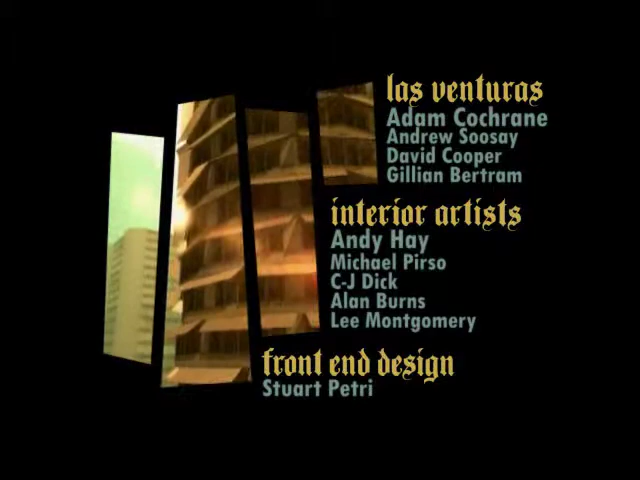 las venturas
Adam Cochrane
Andrew Soosay
David Cooper
Gillian Bertram
interior artists
Andy Hay
Michael Pirso
C-J Dick
Alan Burns
Lee Montgomery
front end design
Stuart Petri